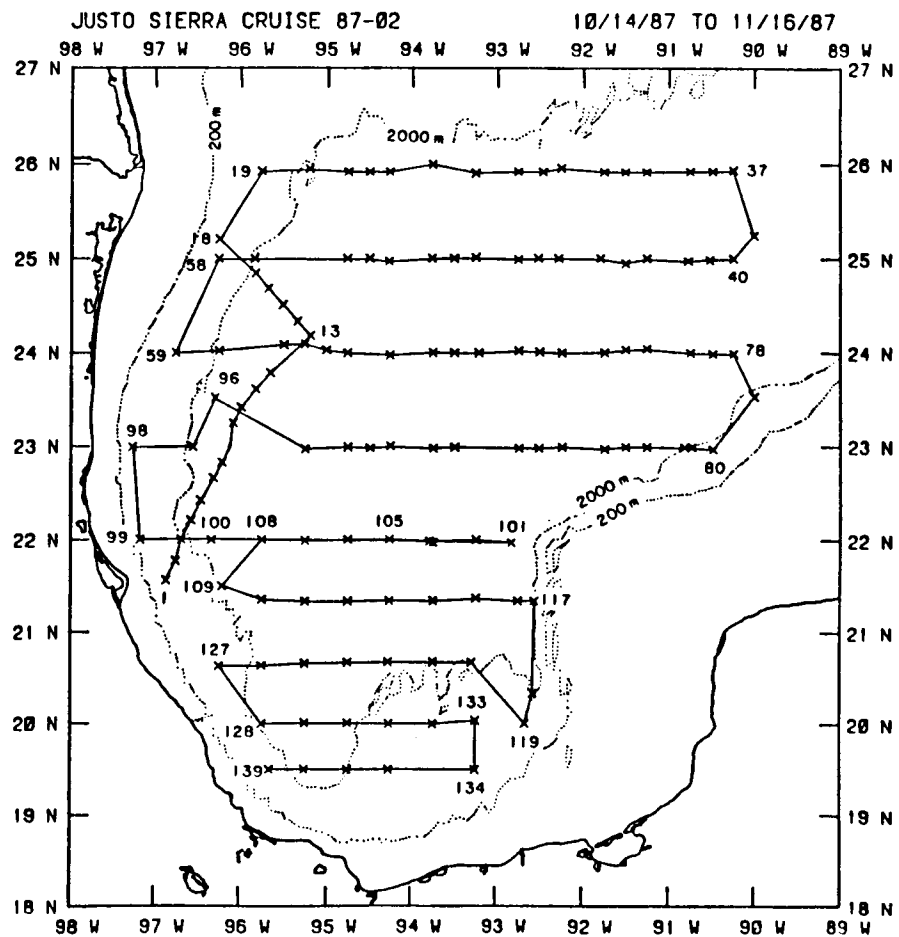 JUSTO SIERRA CRUISE 87-02 10/14/87 TO 11/16/87
98 W 97 W 96 W 95 W 94 W 93 W 92 W 91 W 90 W 89 W
27 N 27 N
200 m
2000 m
26 N 19 37 26 N
18
25 N 58 40 25 N
13
24 N 59 78 24 N
96
98
23 N 80 23 N
2000 m
200 m
100 108 105 101
22 N 99 22 N
109 117
1
21 N 21 N
127
133
20 N 128 119 20 N
139 134
19 N 19 N
18 N 18 N
98 W 97 W 96 W 95 W 94 W 93 W 92 W 91 W 90 W 89 W